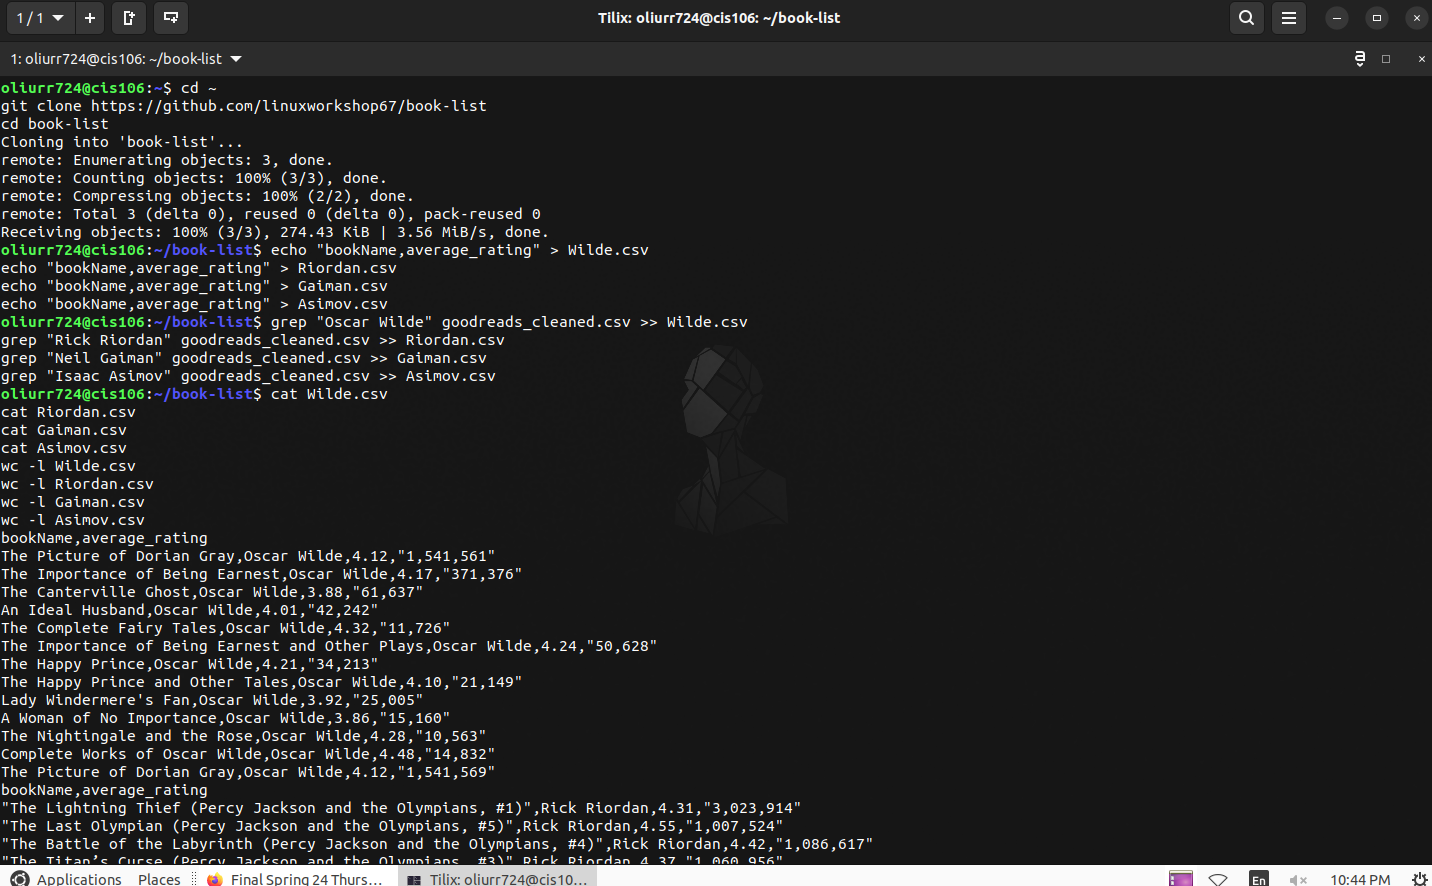 1 / 1
Tilix: oliurr724@cis106: ~/book-list
1: oliurr724@cis106: ~/book-list
oliurr724@cis106:~$ cd ~
git clone https://github.com/linuxworkshop67/book-list
cd book-list
Cloning into 'book-list'...
remote: Enumerating objects: 3, done.
remote: Counting objects: 100% (3/3), done.
remote: Compressing objects: 100% (2/2), done.
remote: Total 3 (delta 0), reused 0 (delta 0), pack-reused 0
Receiving objects: 100% (3/3), 274.43 KiB | 3.56 MiB/s, done.
oliurr724@cis106:~/book-list$ echo "bookName,average_rating" > Wilde.csv
echo "bookName,average_rating" > Riordan.csv
echo "bookName,average_rating" > Gaiman.csv
echo "bookName,average_rating" > Asimov.csv
oliurr724@cis106:~/book-list$ grep "Oscar Wilde" goodreads_cleaned.csv >> Wilde.csv
grep "Rick Riordan" goodreads_cleaned.csv >> Riordan.csv
grep "Neil Gaiman" goodreads_cleaned.csv >> Gaiman.csv
grep "Isaac Asimov" goodreads_cleaned.csv >> Asimov.csv
oliurr724@cis106:~/book-list$ cat Wilde.csv
cat Riordan.csv
cat Gaiman.csv
cat Asimov.csv
wc -l Wilde.csv
wc -l Riordan.csv
wc -l Gaiman.csv
wc -l Asimov.csv
bookName,average_rating
The Picture of Dorian Gray,Oscar Wilde,4.12,"1,541,561"
The Importance of Being Earnest,Oscar Wilde,4.17,"371,376"
The Canterville Ghost,Oscar Wilde,3.88,"61,637"
An Ideal Husband,Oscar Wilde,4.01,"42,242"
The Complete Fairy Tales,Oscar Wilde,4.32,"11,726"
The Importance of Being Earnest and Other Plays,Oscar Wilde,4.24,"50,628"
The Happy Prince,Oscar Wilde,4.21,"34,213"
The Happy Prince and Other Tales,Oscar Wilde,4.10,"21,149"
Lady Windermere's Fan,Oscar Wilde,3.92,"25,005"
A Woman of No Importance,Oscar Wilde,3.86,"15,160"
The Nightingale and the Rose,Oscar Wilde,4.28,"10,563"
Complete Works of Oscar Wilde,Oscar Wilde,4.48,"14,832"
The Picture of Dorian Gray,Oscar Wilde,4.12,"1,541,569"
bookName,average_rating
"The Lightning Thief (Percy Jackson and the Olympians, #1)",Rick Riordan,4.31,"3,023,914"
"The Last Olympian (Percy Jackson and the Olympians, #5)",Rick Riordan,4.55,"1,007,524"
"The Battle of the Labyrinth (Percy Jackson and the Olympians, #4)",Rick Riordan,4.42,"1,086,617"
"The Titan’s Curse (Percy Jackson and the Olympians, #3)",Rick Riordan,4.37,"1,060,956"
Applications Places Final Spring 24 Thurs... Tilix: oliurr724@cis10... En 10:44 PM